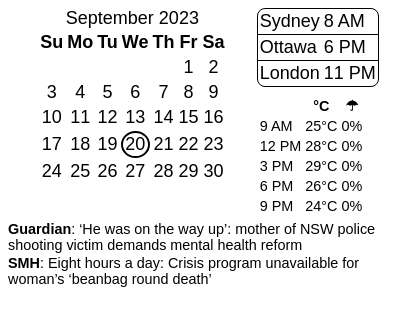 September 2023
Su Mo Tu We Th Fr Sa
1 2
3 4 5 6 7 8 9
10 11 12 13 14 15 16
17 18 19 20 21 22 23
24 25 26 27 28 29 30
Sydney 8 AM
Ottawa 6 PM
London 11 PM
°C ☂
9 AM 25°C 0%
12 PM 28°C 0%
3 PM 29°C 0%
6 PM 26°C 0%
9 PM 24°C 0%
Guardian: ‘He was on the way up’: mother of NSW police
shooting victim demands mental health reform
SMH: Eight hours a day: Crisis program unavailable for
woman’s ‘beanbag round death’